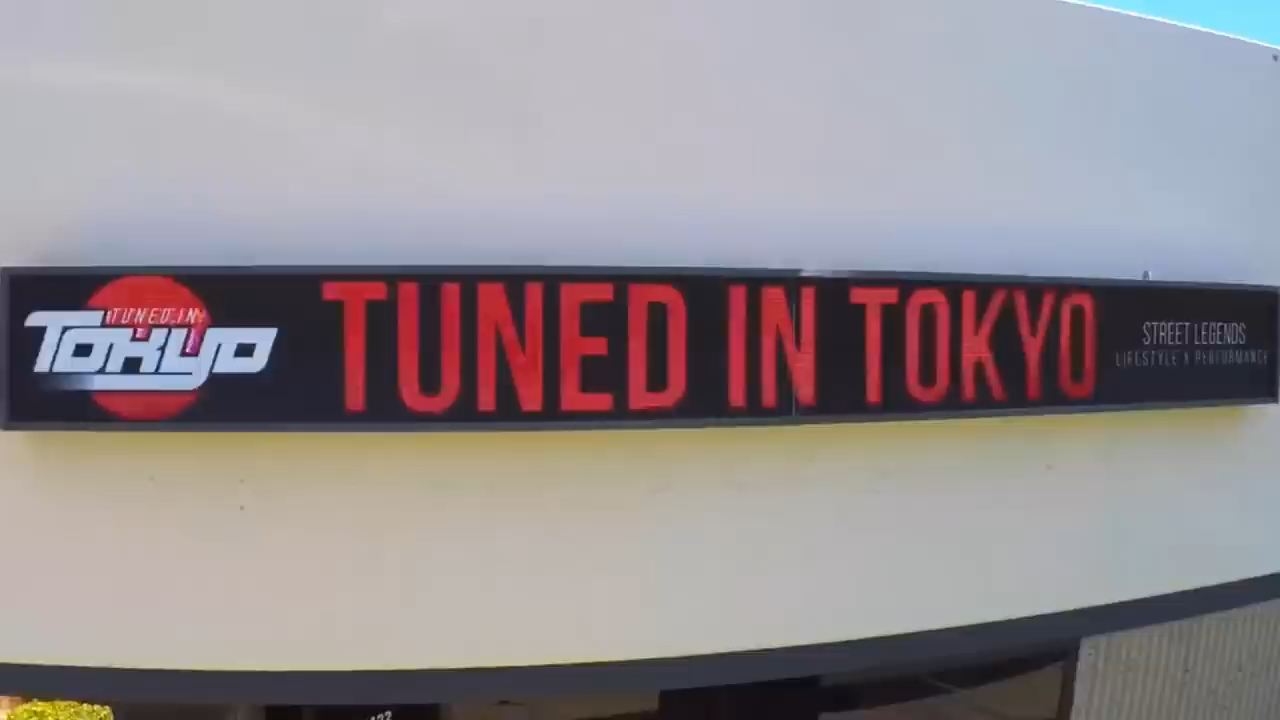 TUNED IN
TOKYO
TUNED IN TOKYO
STREET LEGENDS
LIFESTYLE X PERFORMANCE